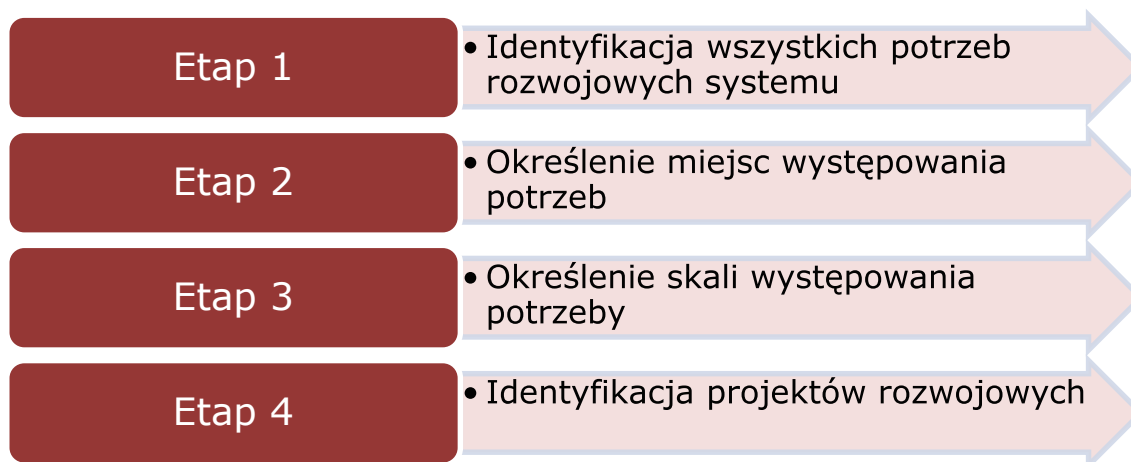 Etap 1
• Identyfikacja wszystkich potrzeb
rozwojowych systemu
Etap 2
• Określenie miejsc występowania
potrzeb
Etap 3
• Określenie skali występowania
potrzeby
Etap 4
• Identyfikacja projektów rozwojowych